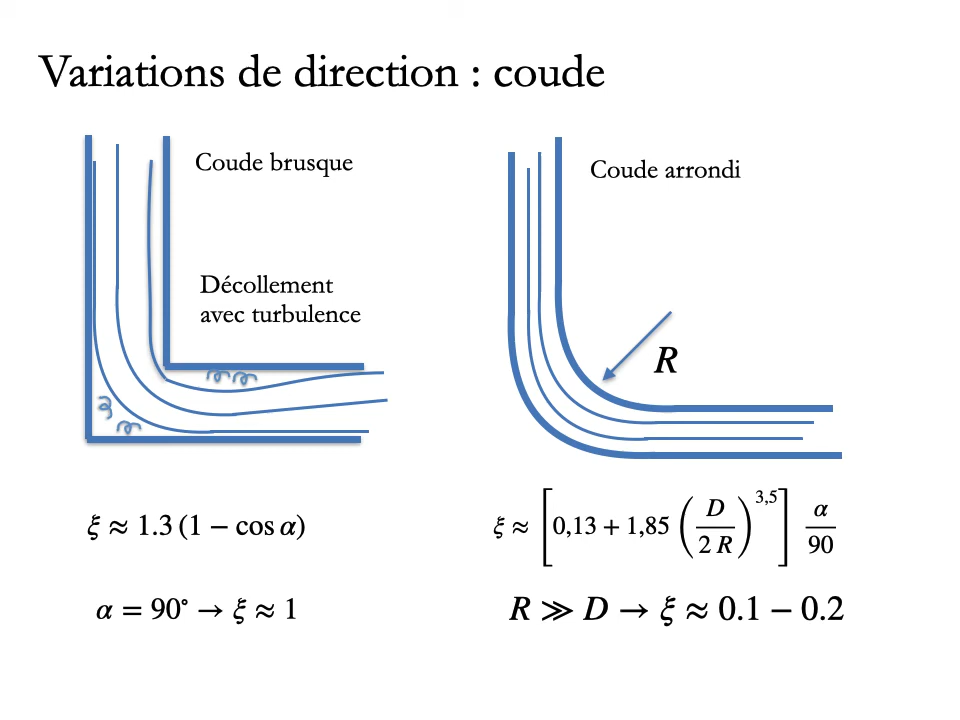 Variations de direction : coude
Coude brusque
Décollement
avec turbulence
ξ ≈ 1.3 (1 − cos α)
α = 90° → ξ ≈ 1
Coude arrondi
R
ξ ≈ [0,13 + 1,85 (D / 2 R)^3,5] α / 90
R ≫ D → ξ ≈ 0.1 − 0.2